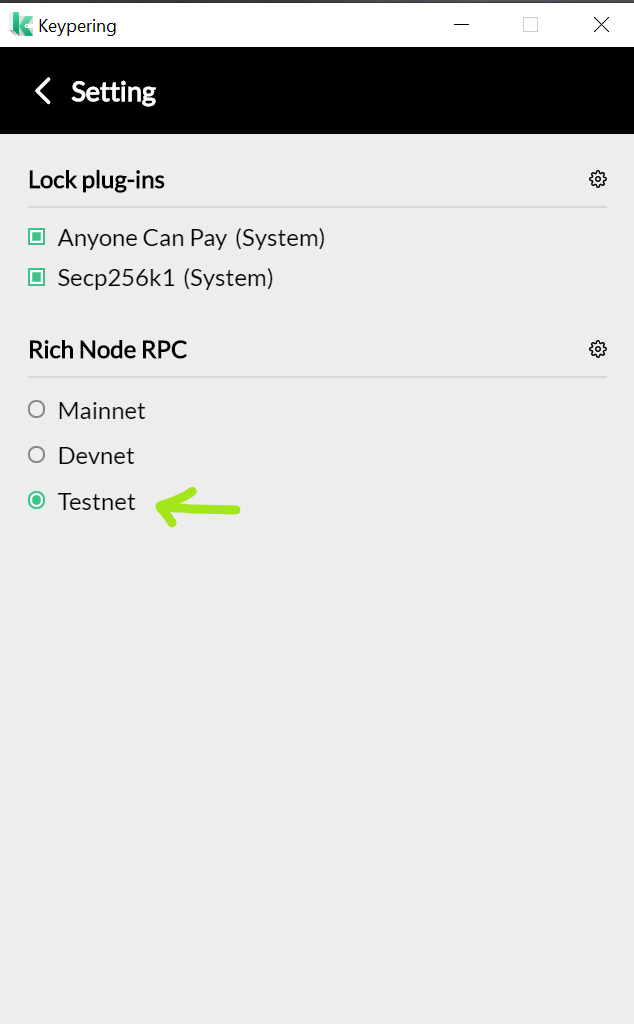 Keypering
Setting
Lock plug-ins
Anyone Can Pay (System)
Secp256k1 (System)
Rich Node RPC
Mainnet
Devnet
Testnet